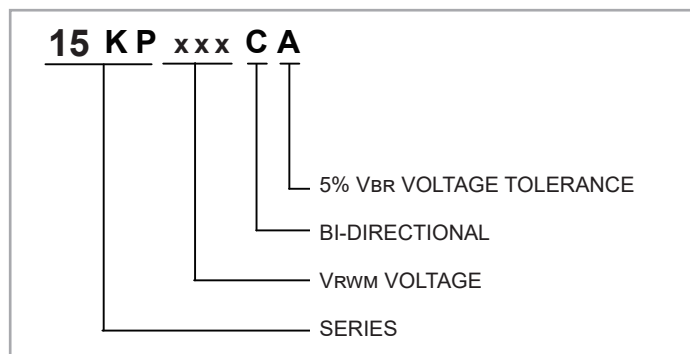 15 KP xxx C A
5% VBR VOLTAGE TOLERANCE
BI-DIRECTIONAL
VRWM VOLTAGE
SERIES